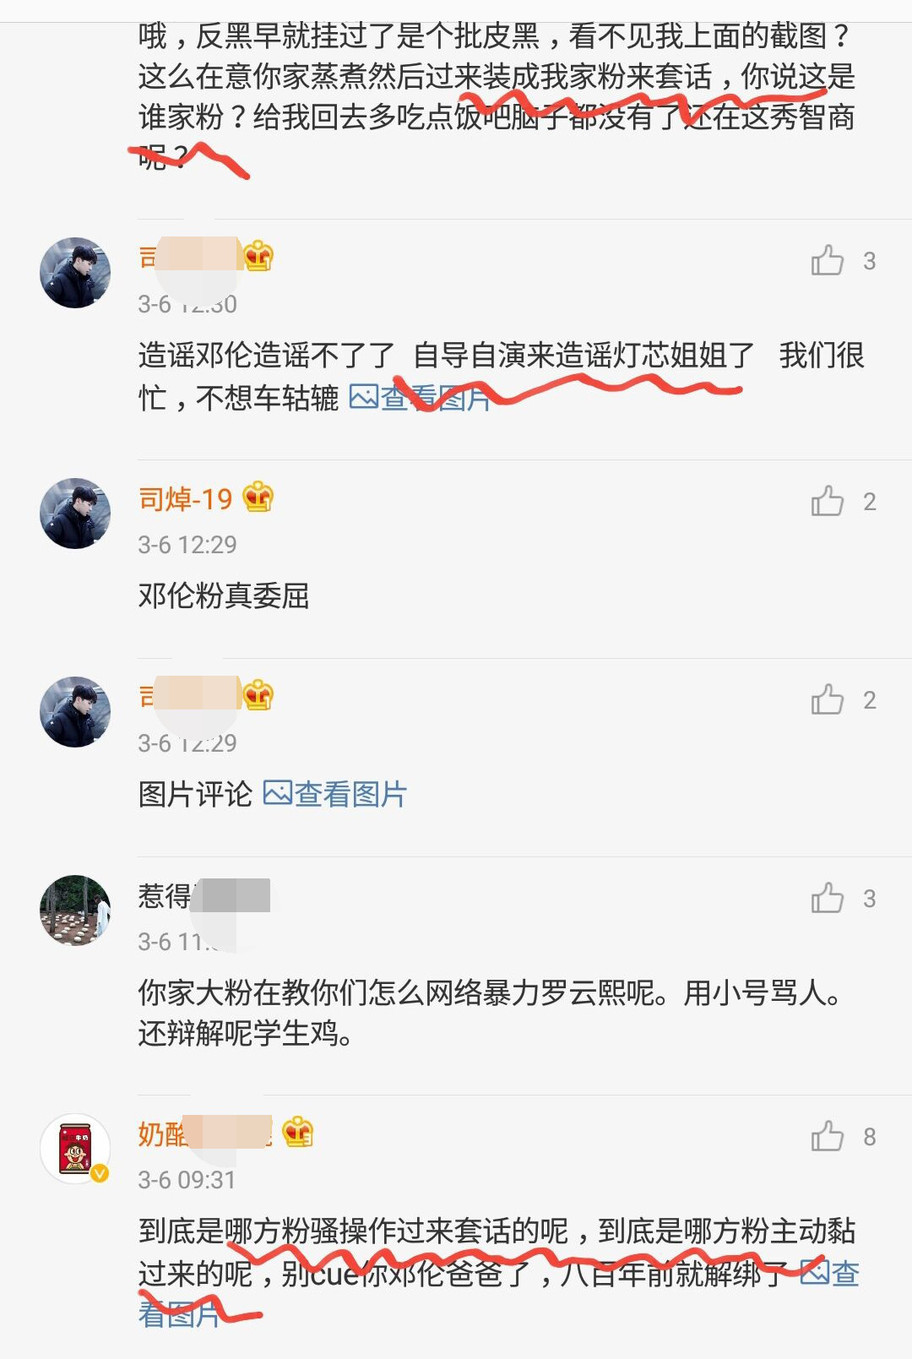 哦，反黑早就挂过了是个批皮黑，看不见我上面的截图？
这么在意你家蒸煮然后过来装成我家粉来套话，你说这是
谁家粉？给我回去多吃点饭吧脑子都没有了还在这秀智商
呢？
司
3
3-6 12:30
造谣邓伦造谣不了了 自导自演来造谣灯芯姐姐了 我们很
忙，不想车轱辘 查看图片
司焯-19
2
3-6 12:29
邓伦粉真委屈
司
2
3-6 12:29
图片评论 查看图片
惹得
3
3-6 11:
你家大粉在教你们怎么网络暴力罗云熙呢。用小号骂人。
还辩解呢学生鸡。
奶酪
8
3-6 09:31
到底是哪方粉骚操作过来套话的呢，到底是哪方粉主动黏
过来的呢，别cue你邓伦爸爸了，八百年前就解绑了 查
看图片